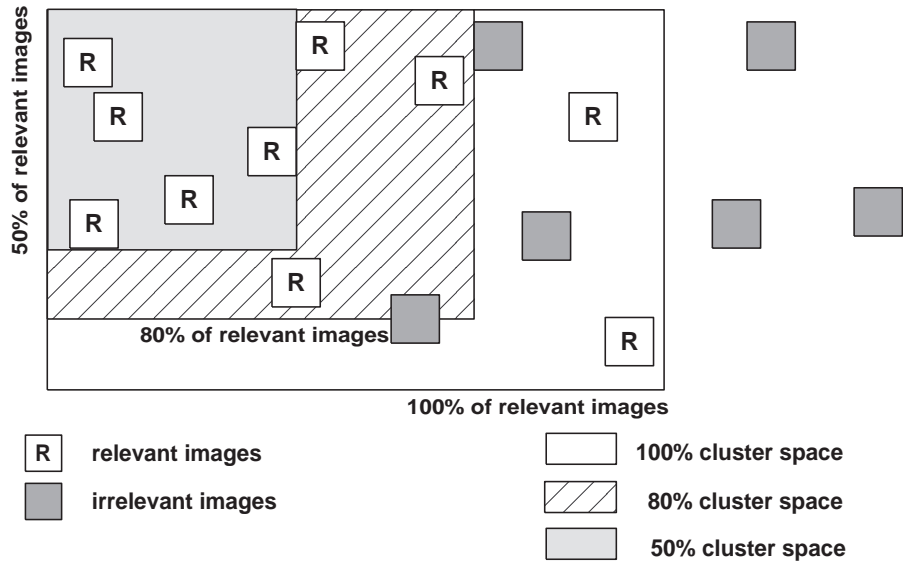 50% of relevant images
R
R
R
R
R
R
R
R
R
R
80% of relevant images
100% of relevant images
R relevant images
irrelevant images
100% cluster space
80% cluster space
50% cluster space